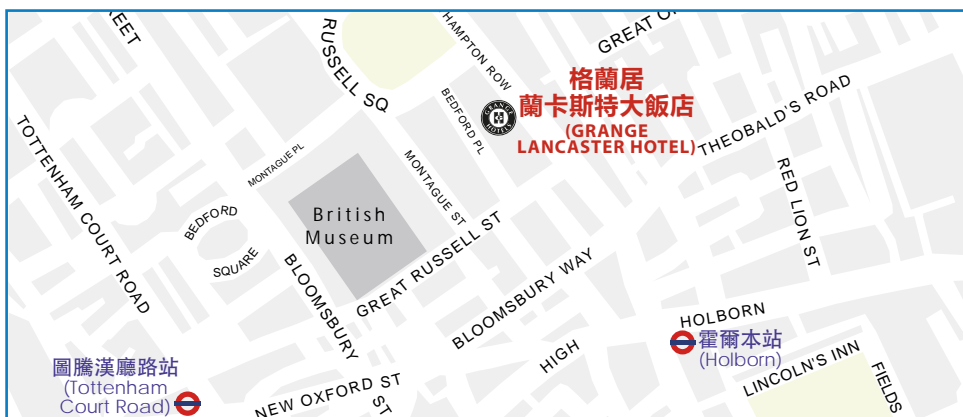 STREET
RUSSELL SQ
HAMPTON ROW
GREAT O
格蘭居
蘭卡斯特大飯店
(GRANGE
LANCASTER HOTEL)
GRANGE
HOTELS
BEDFORD PL
THEOBALD'S ROAD
TOTTENHAM COURT ROAD
MONTAGUE PL
MONTAGUE ST
RED LION ST
BEDFORD
SQUARE
British
Museum
GREAT RUSSELL ST
BLOOMSBURY WAY
BLOOMSBURY ST
HOLBORN
霍爾本站
(Holborn)
HIGH
LINCOLN'S INN
FIELDS
圖騰漢廳路站
(Tottenham
Court Road)
NEW OXFORD ST